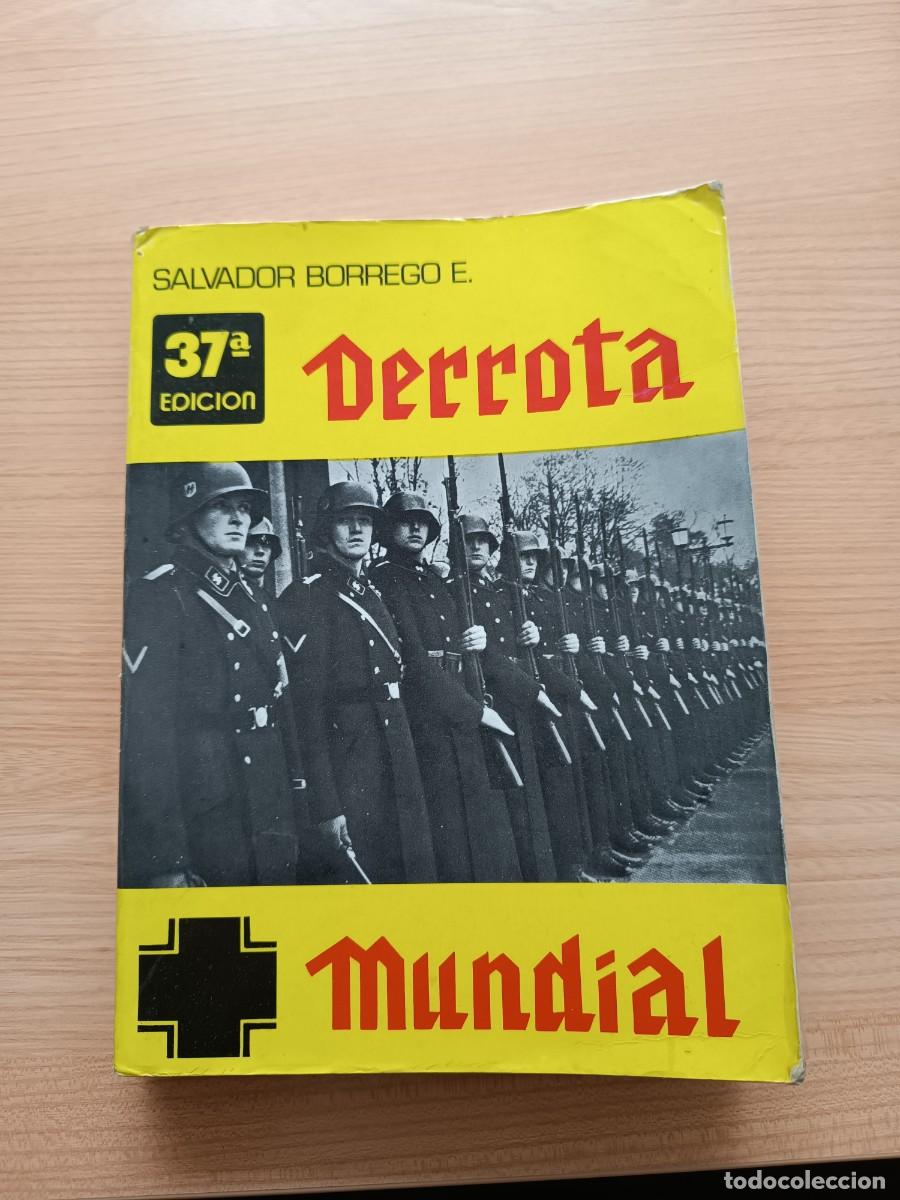 SALVADOR BORREGO E.
37ª
EDICION
Derrota
Mundial
todocoleccion